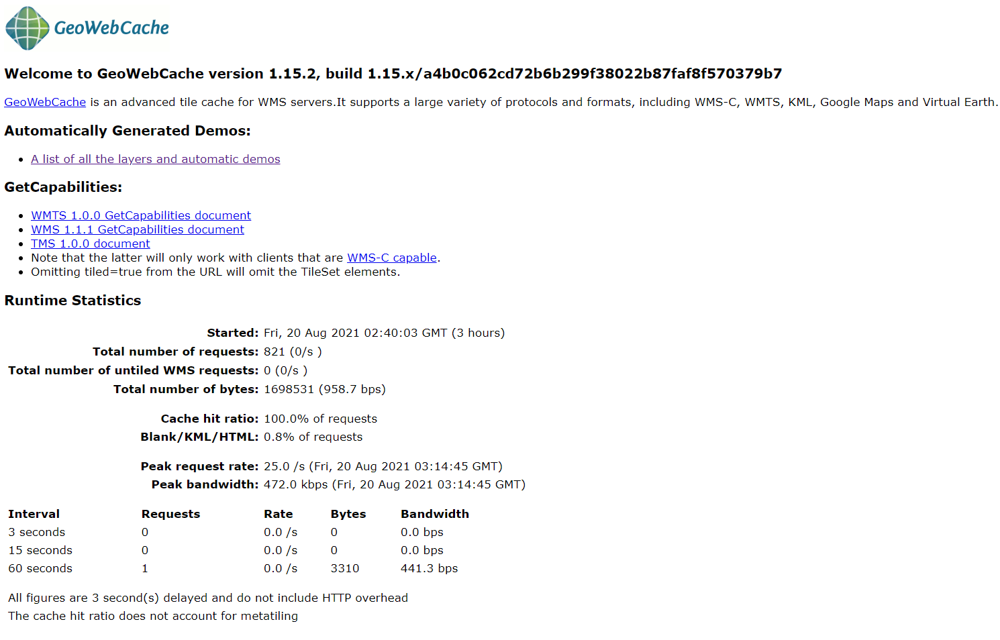 GeoWebCache
Welcome to GeoWebCache version 1.15.2, build 1.15.x/a4b0c062cd72b6b299f38022b87faf8f570379b7
GeoWebCache is an advanced tile cache for WMS servers.It supports a large variety of protocols and formats, including WMS-C, WMTS, KML, Google Maps and Virtual Earth.
Automatically Generated Demos:
• A list of all the layers and automatic demos
GetCapabilities:
• WMTS 1.0.0 GetCapabilities document
• WMS 1.1.1 GetCapabilities document
• TMS 1.0.0 document
• Note that the latter will only work with clients that are WMS-C capable.
• Omitting tiled=true from the URL will omit the TileSet elements.
Runtime Statistics
Started: Fri, 20 Aug 2021 02:40:03 GMT (3 hours)
Total number of requests: 821 (0/s )
Total number of untiled WMS requests: 0 (0/s )
Total number of bytes: 1698531 (958.7 bps)
Cache hit ratio: 100.0% of requests
Blank/KML/HTML: 0.8% of requests
Peak request rate: 25.0 /s (Fri, 20 Aug 2021 03:14:45 GMT)
Peak bandwidth: 472.0 kbps (Fri, 20 Aug 2021 03:14:45 GMT)
Interval Requests Rate Bytes Bandwidth
3 seconds 0 0.0 /s 0 0.0 bps
15 seconds 0 0.0 /s 0 0.0 bps
60 seconds 1 0.0 /s 3310 441.3 bps
All figures are 3 second(s) delayed and do not include HTTP overhead
The cache hit ratio does not account for metatiling